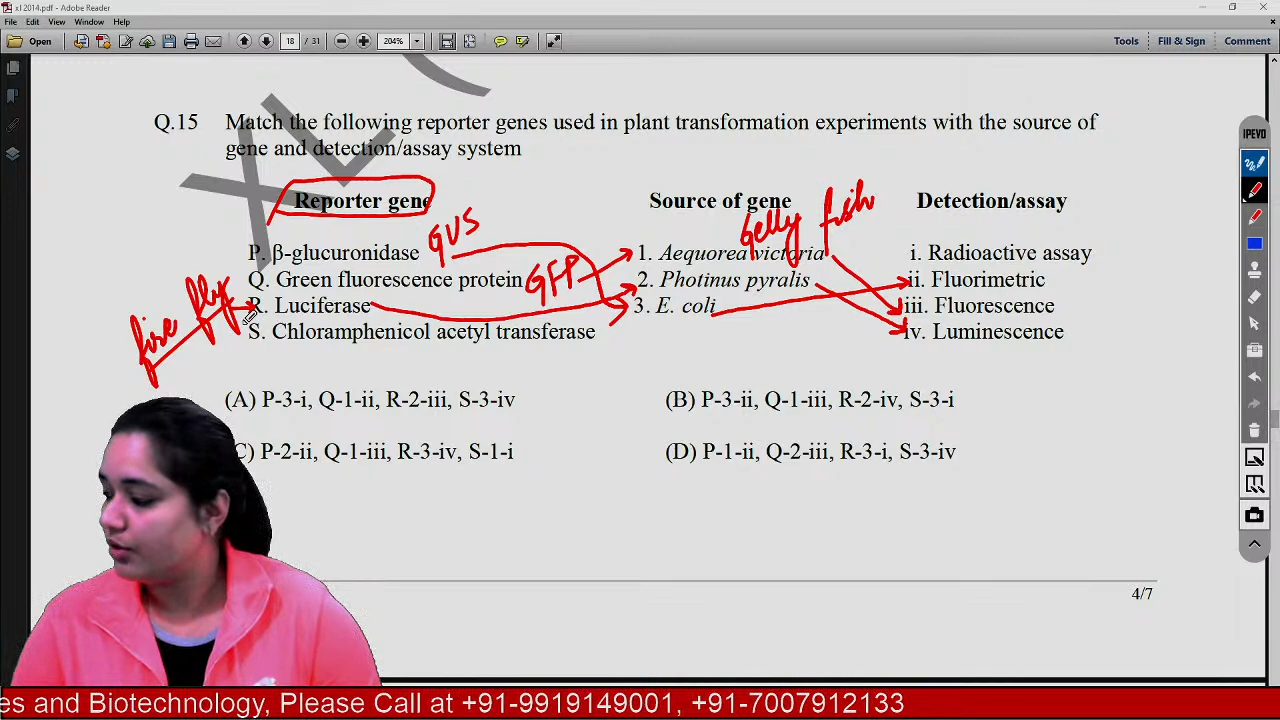 xl 2014.pdf - Adobe Reader
File Edit View Window Help
Open 18 / 31 204% Tools Fill & Sign Comment
XL (
Q.15 Match the following reporter genes used in plant transformation experiments with the source of
gene and detection/assay system
Reporter gene Source of gene Detection/assay
GUS Gelly fish
P. β-glucuronidase 1. Aequorea victoria i. Radioactive assay
Q. Green fluorescence protein GFP 2. Photinus pyralis ii. Fluorimetric
fire fly R. Luciferase 3. E. coli iii. Fluorescence
S. Chloramphenicol acetyl transferase iv. Luminescence
(A) P-3-i, Q-1-ii, R-2-iii, S-3-iv (B) P-3-ii, Q-1-iii, R-2-iv, S-3-i
C) P-2-ii, Q-1-iii, R-3-iv, S-1-i (D) P-1-ii, Q-2-iii, R-3-i, S-3-iv
4/7
IPEVO
es and Biotechnology, Please Call at +91-9919149001, +91-7007912133